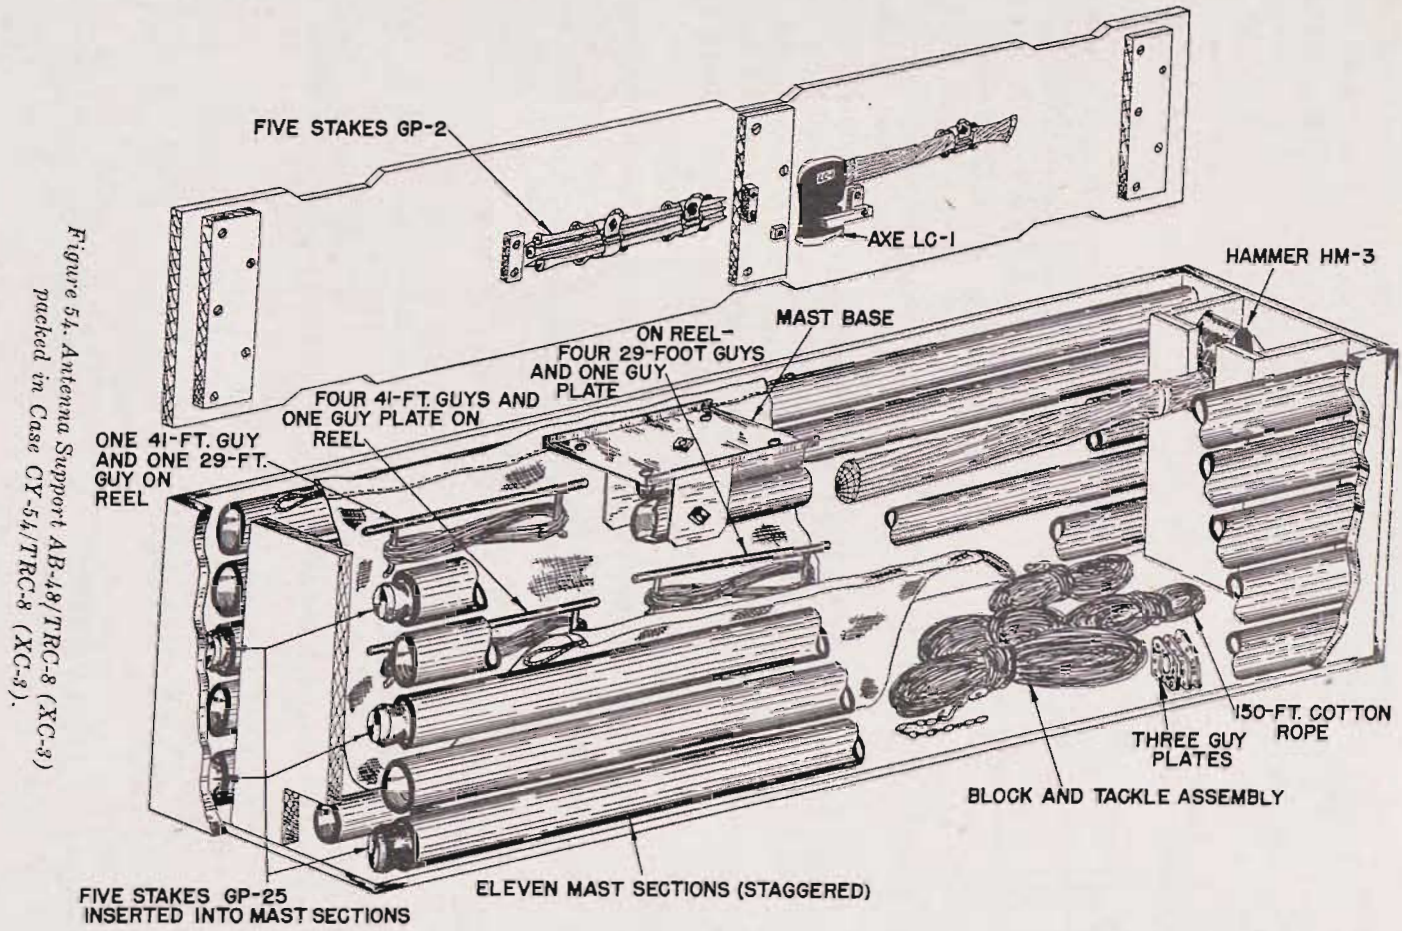 FIVE STAKES GP-2
LC-1
AXE LC-1
HAMMER HM-3
MAST BASE
ON REEL-
FOUR 29-FOOT GUYS
AND ONE GUY
PLATE
FOUR 41-FT. GUYS AND
ONE GUY PLATE ON
REEL
ONE 41-FT. GUY
AND ONE 29-FT.
GUY ON
REEL
150-FT. COTTON
ROPE
THREE GUY
PLATES
BLOCK AND TACKLE ASSEMBLY
ELEVEN MAST SECTIONS (STAGGERED)
FIVE STAKES GP-25
INSERTED INTO MAST SECTIONS
Figure 54. Antenna Support AB-48/TRC-8 (XC-3)
packed in Case CY-54/TRC-8 (XC-3).